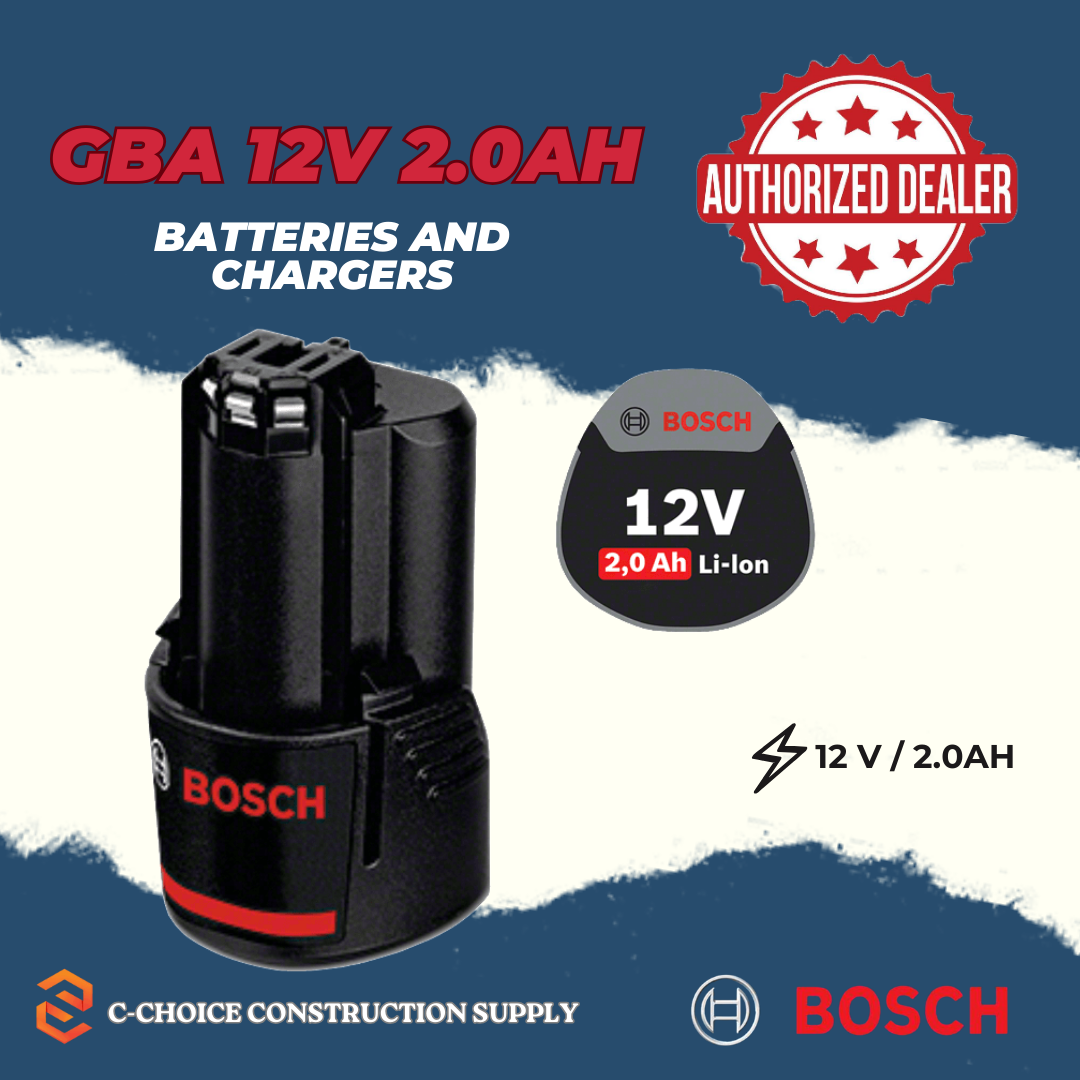 GBA 12V 2.0AH
BATTERIES AND
CHARGERS
AUTHORIZED DEALER
BOSCH
12V
2,0 Ah Li-Ion
12 V / 2.0AH
BOSCH
C-CHOICE CONSTRUCTION SUPPLY
BOSCH